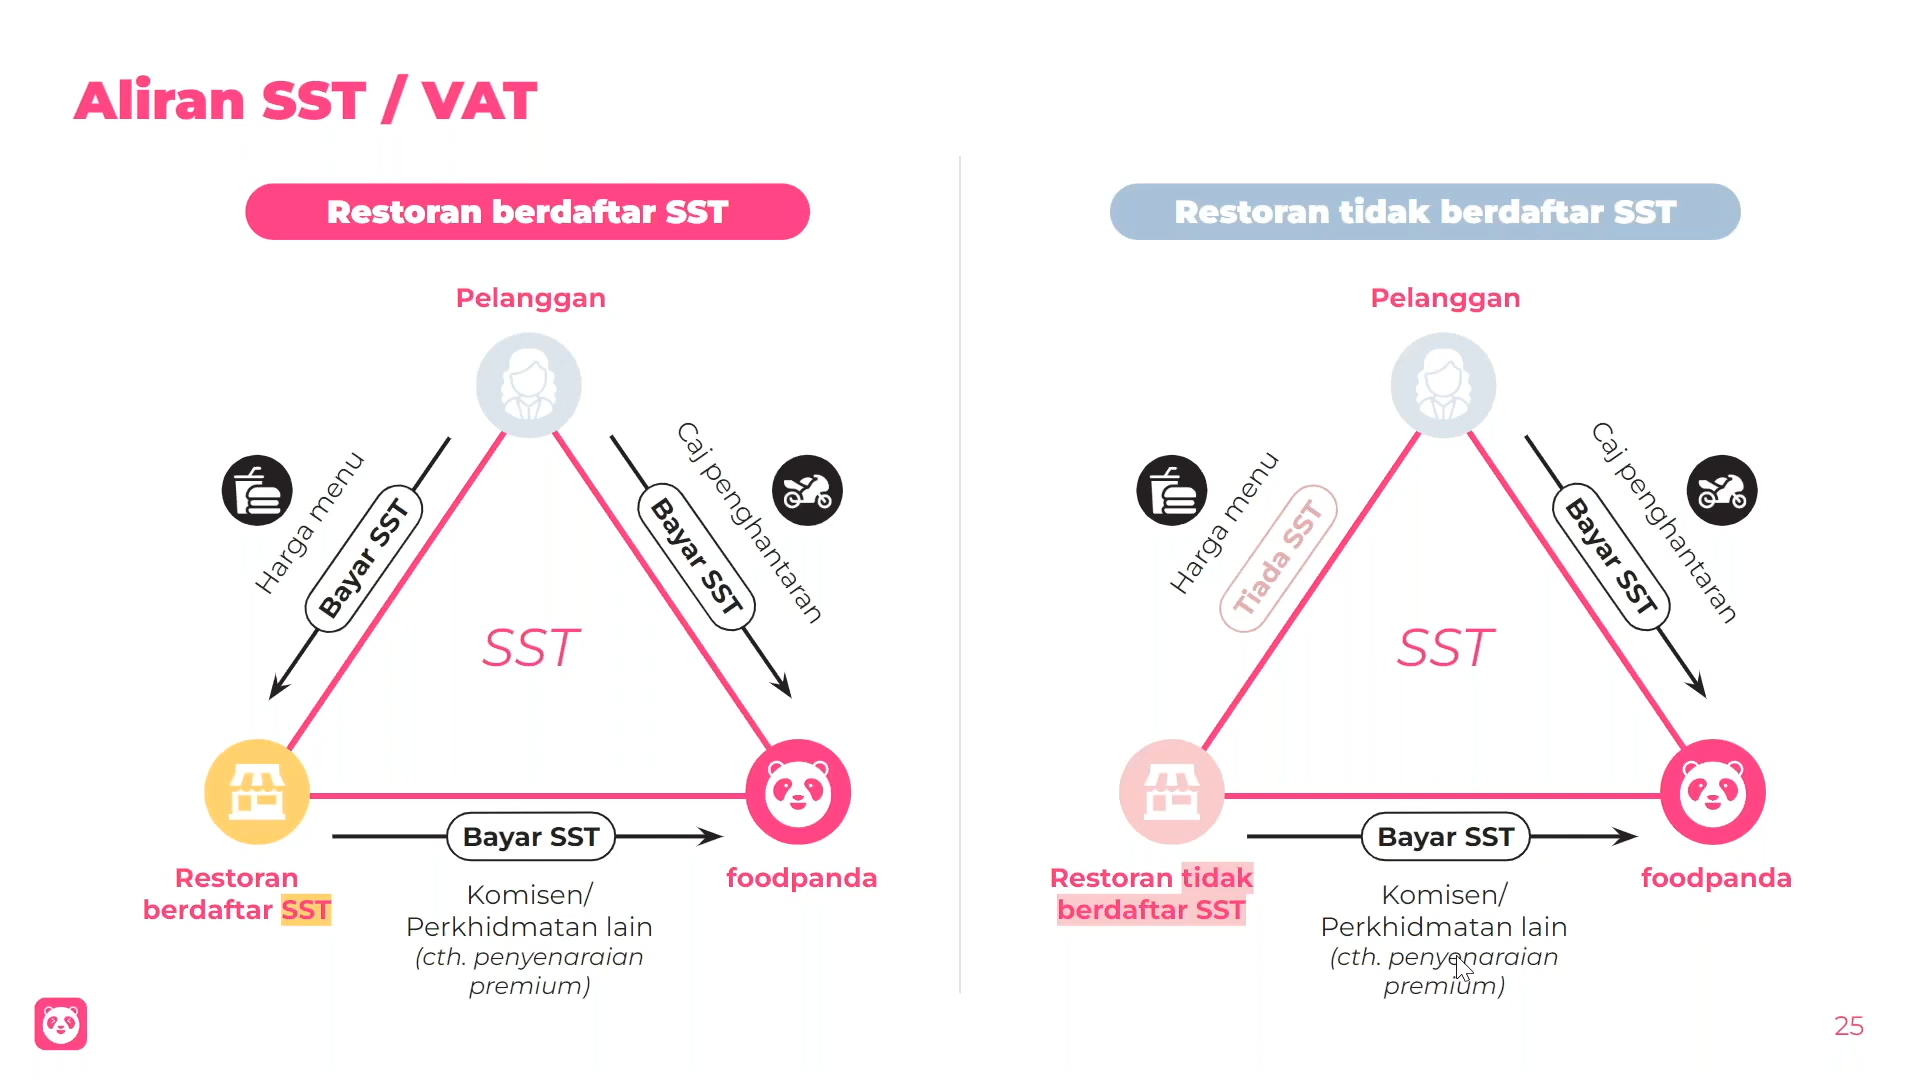 Aliran SST / VAT
Restoran berdaftar SST
Pelanggan
Harga menu
Bayar SST
Bayar SST
Caj penghantaran
SST
Bayar SST
Restoran
berdaftar SST
Komisen/
Perkhidmatan lain
(cth. penyenaraian
premium)
foodpanda
Restoran tidak berdaftar SST
Pelanggan
Harga menu
Tiada SST
Bayar SST
Caj penghantaran
SST
Bayar SST
Restoran tidak
berdaftar SST
Komisen/
Perkhidmatan lain
(cth. penyenaraian
premium)
foodpanda
25